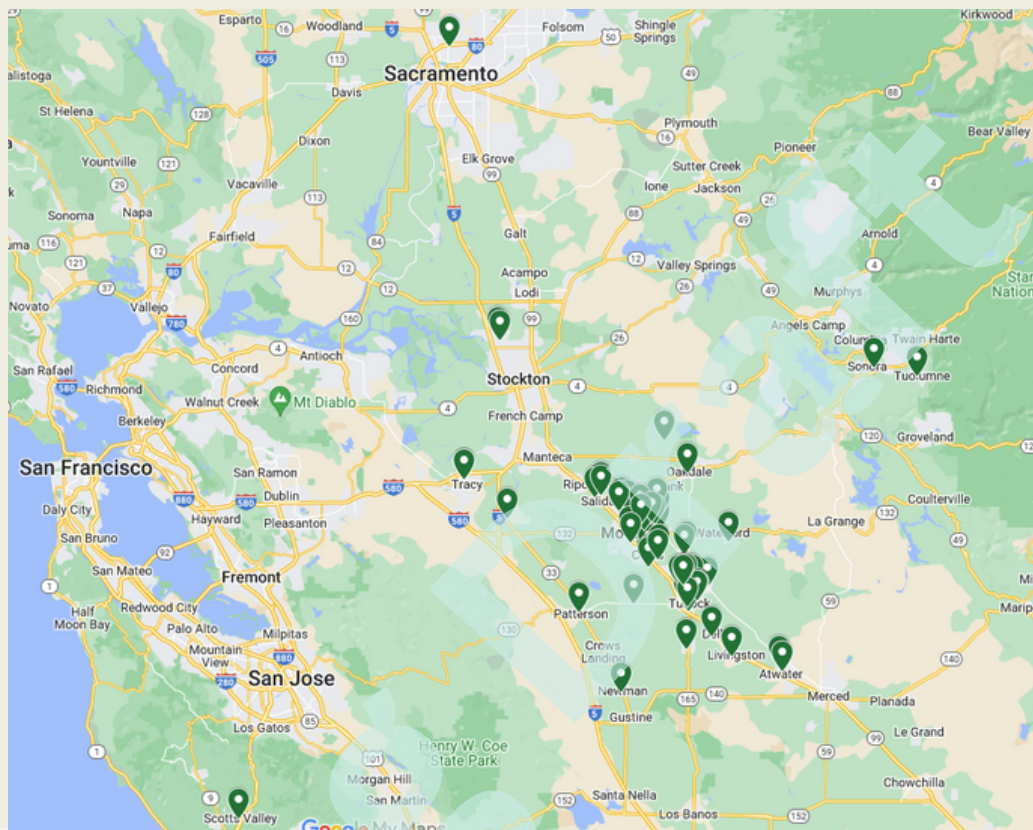 Esparto
Woodland
Folsom
Shingle
Springs
Kirkwood
Sacramento
Davis
St Helena
Dixon
Plymouth
Pioneer
Bear Valley
Yountville
Elk Grove
Sutter Creek
Jackson
Ione
Vacaville
Sonoma
Napa
Fairfield
Galt
Arnold
Valley Springs
Acampo
Lodi
Murphys
Novato
Vallejo
Angels Camp
Columbia
Twain Harte
San Rafael
Concord
Antioch
Sonora
Tuolumne
Richmond
Walnut Creek
Mt Diablo
Stockton
Berkeley
French Camp
Groveland
San Francisco
San Ramon
Manteca
Oakdale
Tracy
Daly City
Dublin
Hayward
Pleasanton
Coulterville
San Bruno
Waterford
La Grange
San Mateo
Fremont
Redwood City
Half
Moon Bay
Palo Alto
Milpitas
Patterson
Mountain
View
San Jose
Crows
Landing
Livingston
Atwater
Newman
Merced
Planada
Gustine
Los Gatos
Le Grand
Henry W. Coe
State Park
Morgan Hill
San Martin
Chowchilla
Santa Nella
Scotts Valley
Los Banos
Google My Maps